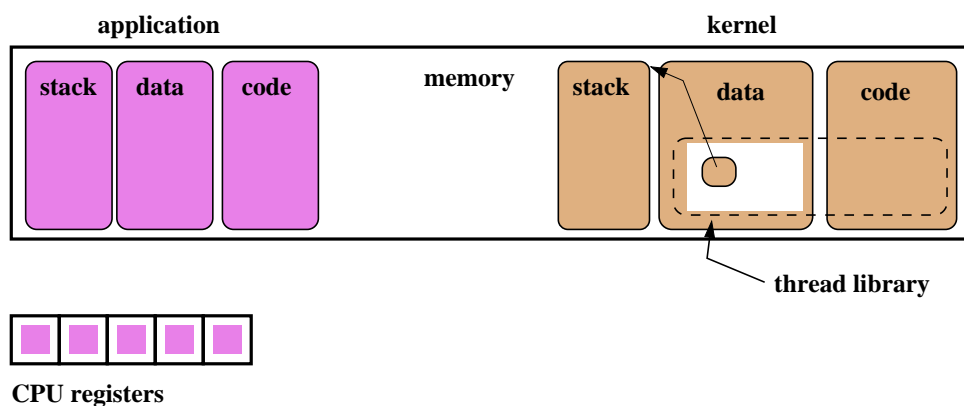 application kernel
stack data code memory stack data code
thread library
CPU registers